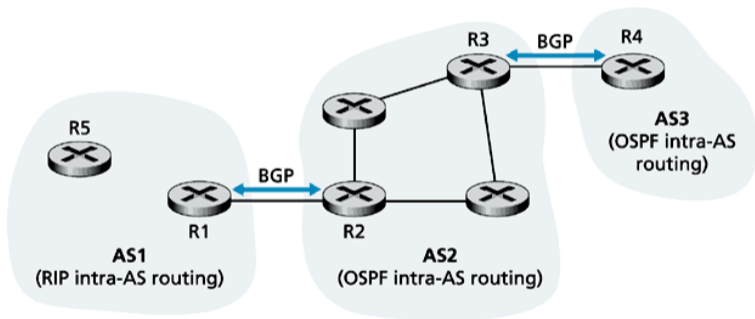 R3
BGP
R4
R5
AS3
(OSPF intra-AS
routing)
BGP
R1
R2
AS1
(RIP intra-AS routing)
AS2
(OSPF intra-AS routing)